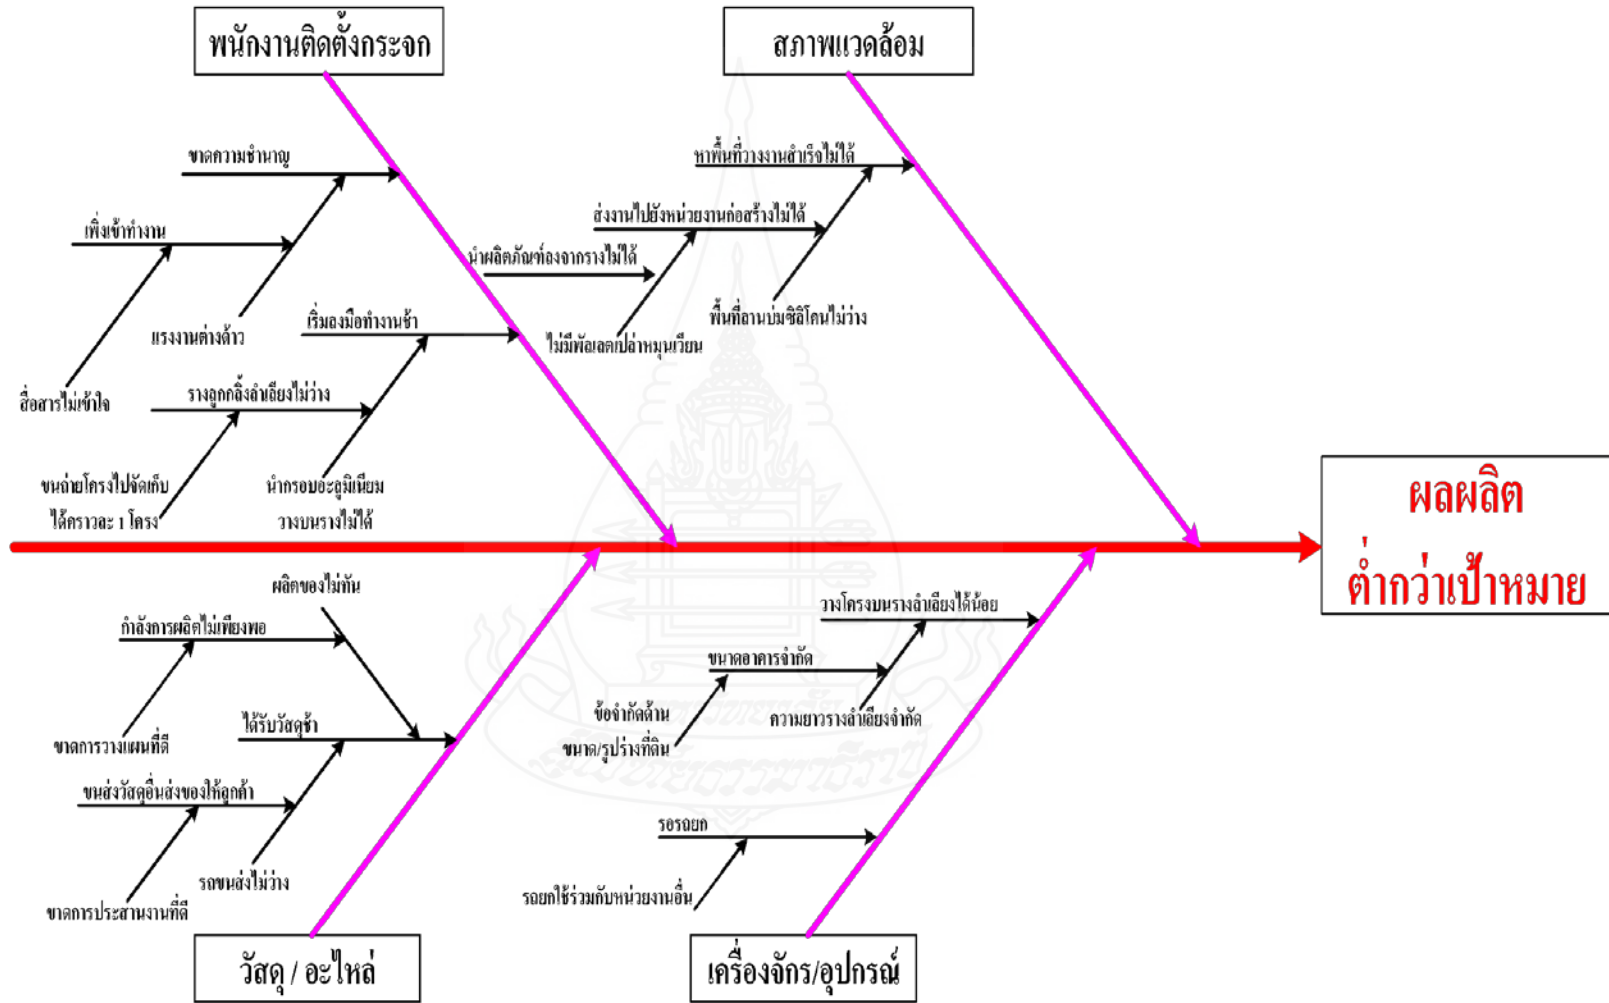 พนักงานติดตั้งกระจก
สภาพแวดล้อม
ขาดความชำนาญ
หาพื้นที่วางงานสำเร็จไม่ได้
เพิ่งเข้าทำงาน
ส่งงานไปยังหน่วยงานก่อสร้างไม่ได้
นำผลิตภัณฑ์ลงจากรางไม่ได้
แรงงานต่างด้าว
เริ่มลงมือทำงานช้า
พื้นที่ลานบ่มซิลิโคนไม่ว่าง
ไม่มีพัลเลตเปล่าหมุนเวียน
สื่อสารไม่เข้าใจ
รางลูกกลิ้งลำเลียงไม่ว่าง
ขนถ่ายโครงไปจัดเก็บ
ได้คราวละ 1 โครง
นำกรอบอะลูมิเนียม
วางบนรางไม่ได้
ผลผลิต
ต่ำกว่าเป้าหมาย
ผลิตของไม่ทัน
กำลังการผลิตไม่เพียงพอ
วางโครงบนรางลำเลียงได้น้อย
ขนาดอาคารจำกัด
ข้อจำกัดด้าน
ขนาด/รูปร่างที่ดิน
ความยาวรางลำเลียงจำกัด
ได้รับวัสดุช้า
ขาดการวางแผนที่ดี
ขนส่งวัสดุอื่นส่งของให้ลูกค้า
รอรถยก
รถขนส่งไม่ว่าง
รถยกใช้ร่วมกับหน่วยงานอื่น
ขาดการประสานงานที่ดี
วัสดุ / อะไหล่
เครื่องจักร/อุปกรณ์